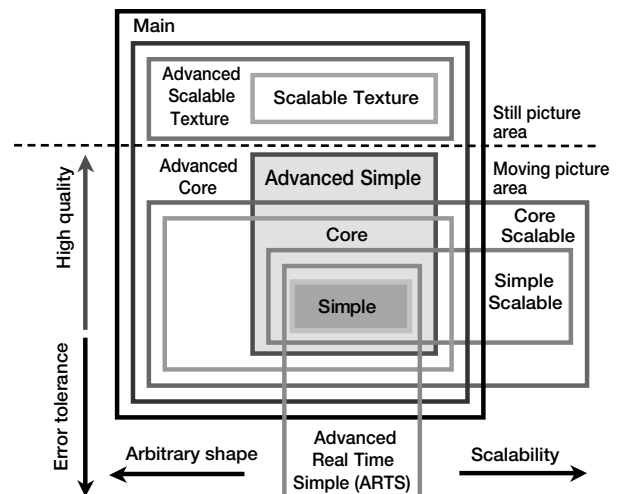 Main
Advanced
Scalable
Texture
Scalable Texture
Still picture
area
High quality
Advanced
Core
Advanced Simple
Moving picture
area
Core
Scalable
Core
Simple
Scalable
Simple
Error tolerance
Arbitrary shape
Advanced
Real Time
Simple (ARTS)
Scalability